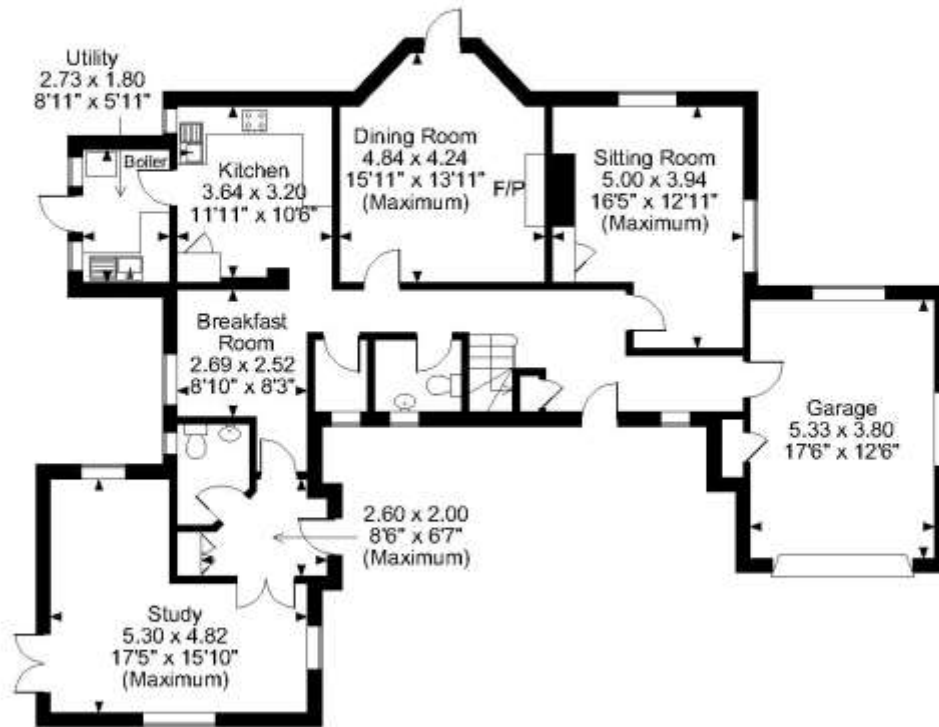 Utility
2.73 x 1.80
8'11" x 5'11"
Boiler
Kitchen
3.64 x 3.20
11'11" x 10'6"
Dining Room
4.84 x 4.24
15'11" x 13'11"
(Maximum)
F/P
Sitting Room
5.00 x 3.94
16'5" x 12'11"
(Maximum)
Breakfast
Room
2.69 x 2.52
8'10" x 8'3"
Garage
5.33 x 3.80
17'6" x 12'6"
2.60 x 2.00
8'6" x 6'7"
(Maximum)
Study
5.30 x 4.82
17'5" x 15'10"
(Maximum)